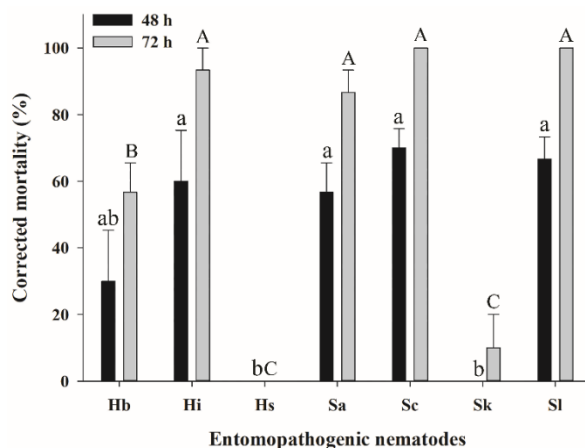 48 h
72 h
Corrected mortality (%)
100
80
60
40
20
0
ab
B
a
A
bC
a
A
a
A
b
C
a
A
Hb
Hi
Hs
Sa
Sc
Sk
Sl
Entomopathogenic nematodes